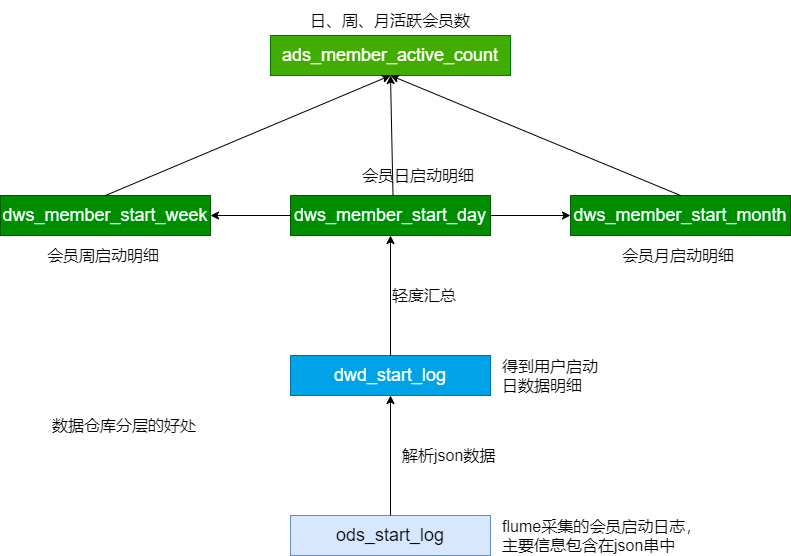 日、周、月活跃会员数
ads_member_active_count
会员日启动明细
dws_member_start_week
dws_member_start_day
dws_member_start_month
会员周启动明细
会员月启动明细
轻度汇总
dwd_start_log
得到用户启动
日数据明细
数据仓库分层的好处
解析json数据
ods_start_log
flume采集的会员启动日志，
主要信息包含在json串中